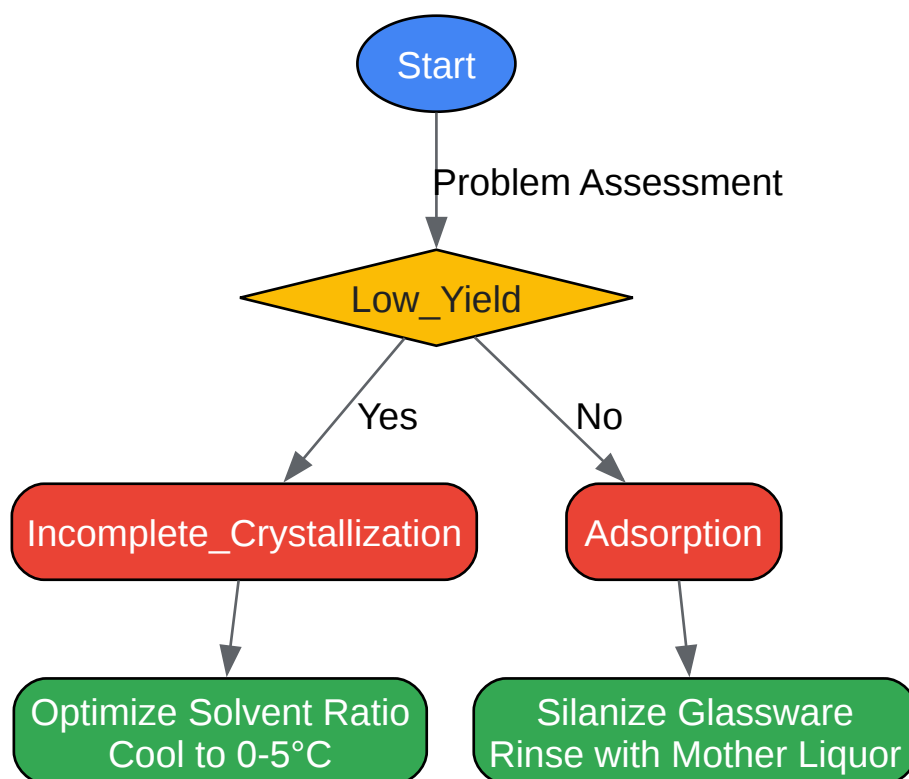 Start
Problem Assessment
Low_Yield
Yes
No
Incomplete_Crystallization
Adsorption
Optimize Solvent Ratio
Cool to 0-5°C
Silanize Glassware
Rinse with Mother Liquor